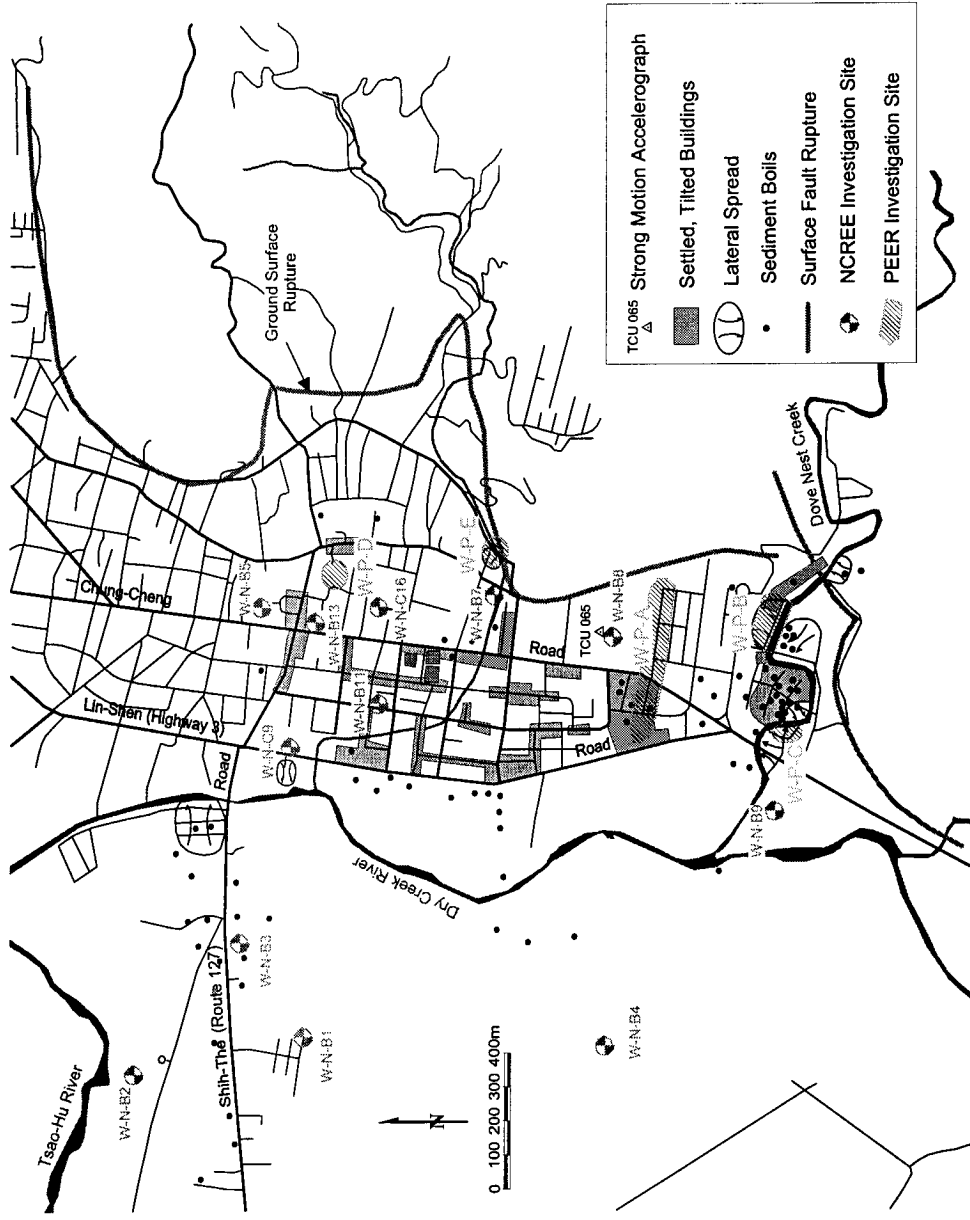 Tsao-Hu River
W-N-B2
Shih-The (Route 127)
W-N-B3
W-N-B1
W-N-B4
N
0 100 200 300 400m
Dry Creek River
Road
Lin-Shen (Highway 3)
Chung-Cheng
W-N-C9
W-N-B11
W-N-B5
W-N-B13
W-P-D
W-N-C16
W-N-B7
W-P-E
Ground Surface
Rupture
Road
Road
TCU 065
W-N-B8
W-P-A
W-P-B
W-P-C
W-N-B9
Dove Nest Creek
TCU 065 Strong Motion Accelerograph
Settled, Tilted Buildings
Lateral Spread
Sediment Boils
Surface Fault Rupture
NCREE Investigation Site
PEER Investigation Site